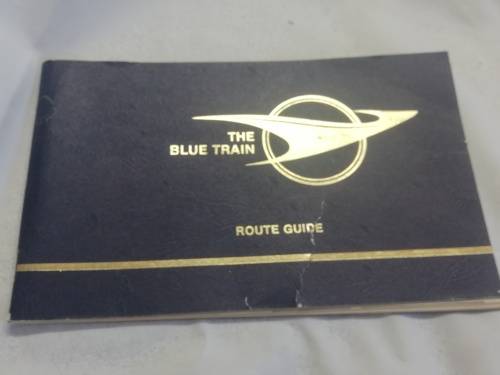 THE
BLUE TRAIN
ROUTE GUIDE